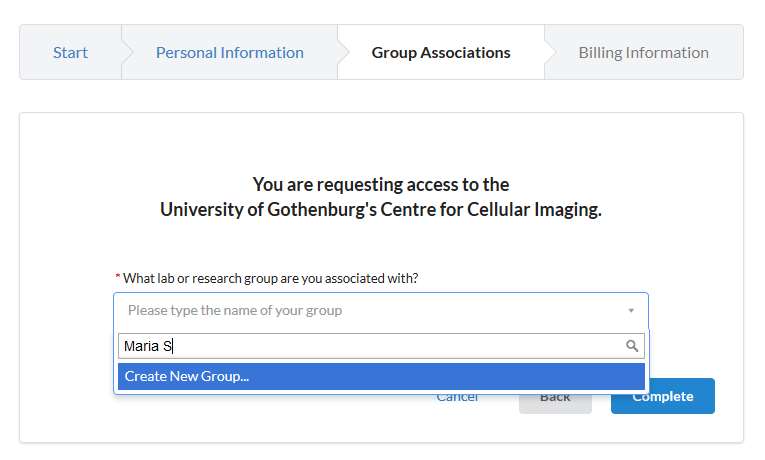 Start Personal Information Group Associations Billing Information
You are requesting access to the
University of Gothenburg's Centre for Cellular Imaging.
* What lab or research group are you associated with?
Please type the name of your group
Maria S
Create New Group...
Cancel Back Complete